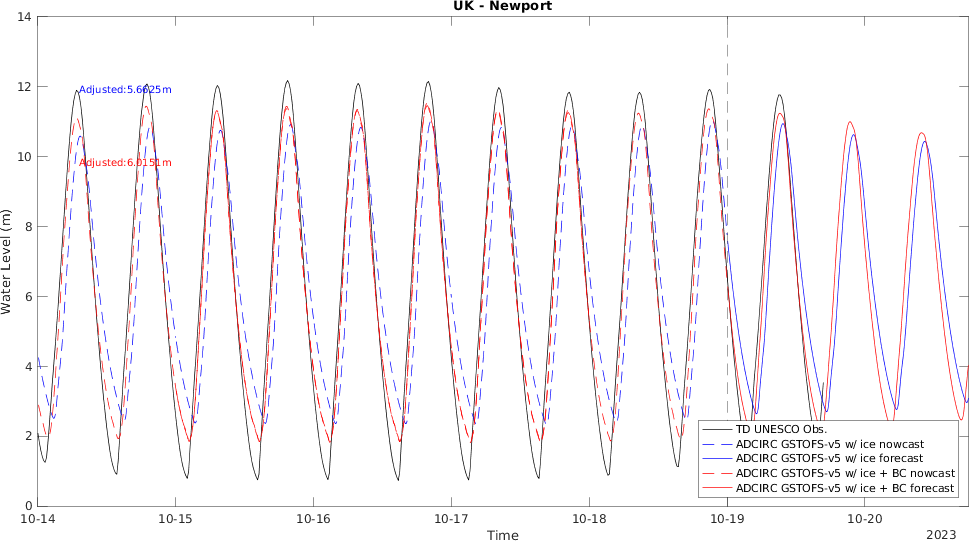 UK - Newport
14
12
10
8
6
4
2
0
Water Level (m)
Adjusted:5.6625m
Adjusted:6.0151m
TD UNESCO Obs.
ADCIRC GSTOFS-v5 w/ ice nowcast
ADCIRC GSTOFS-v5 w/ ice forecast
ADCIRC GSTOFS-v5 w/ ice + BC nowcast
ADCIRC GSTOFS-v5 w/ ice + BC forecast
10-14 10-15 10-16 10-17 10-18 10-19 10-20
Time
2023